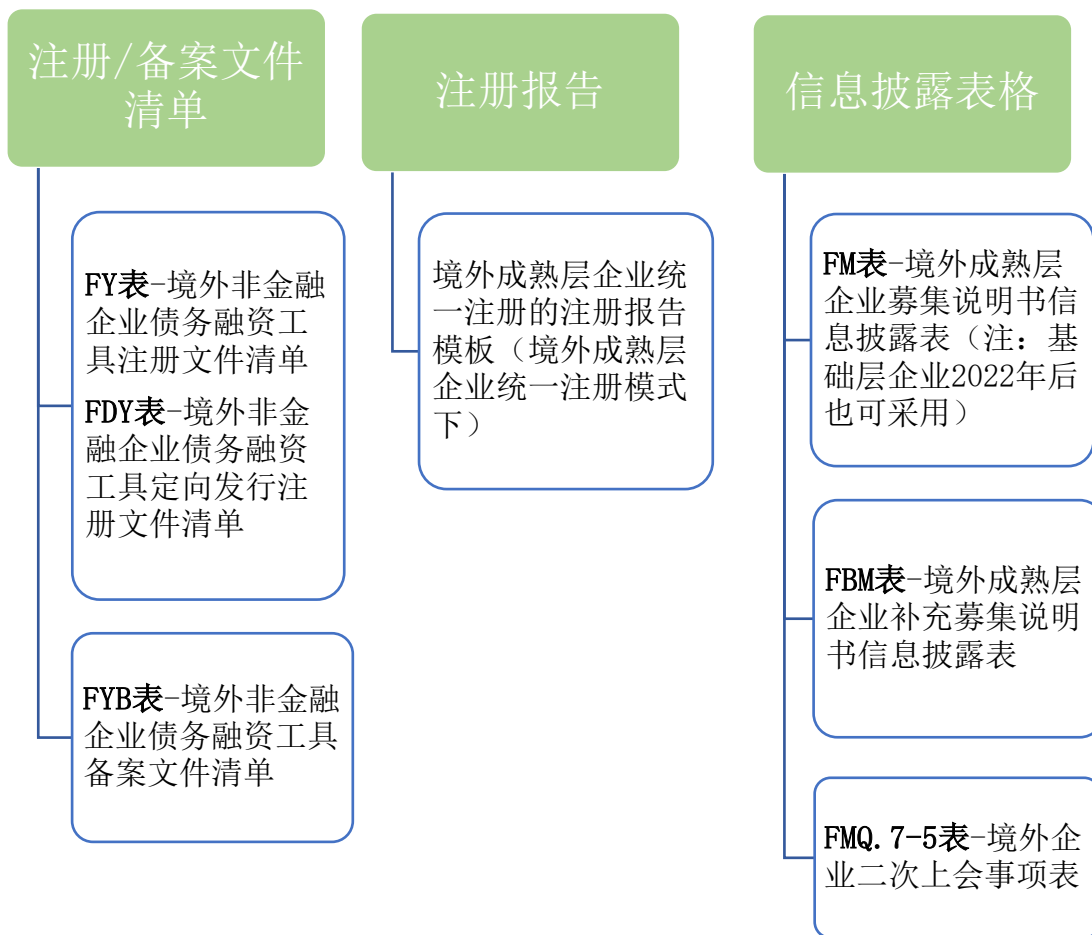 注册/备案文件
清单
FY表-境外非金融
企业债务融资工
具注册文件清单
FDY表-境外非金
融企业债务融资
工具定向发行注
册文件清单
FYB表-境外非金融
企业债务融资工具
备案文件清单
注册报告
境外成熟层企业统
一注册的注册报告
模板（境外成熟层
企业统一注册模式
下）
信息披露表格
FM表-境外成熟层
企业募集说明书信
息披露表（注：基
础层企业2022年后
也可采用）
FBM表-境外成熟层
企业补充募集说明
书信息披露表
FMQ.7-5表-境外企
业二次上会事项表